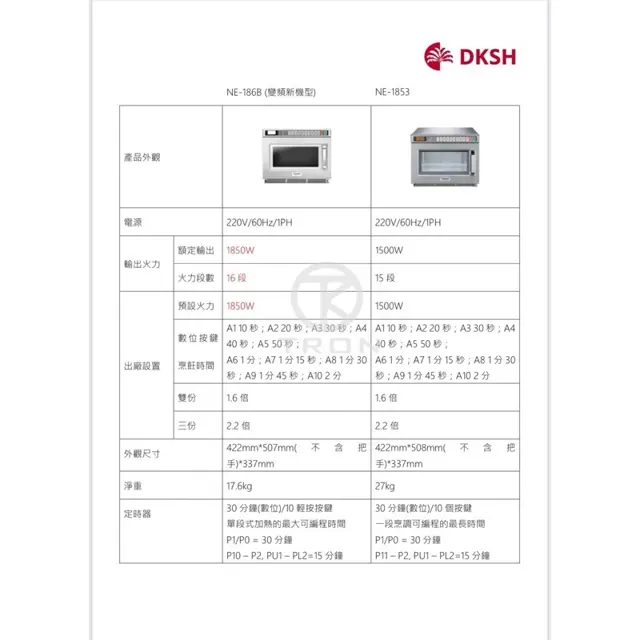 DKSH
NE-186B (變頻新機型) NE-1853
產品外觀
電源 220V/60Hz/1PH 220V/60Hz/1PH
輸出火力 額定輸出 1850W 1500W
火力段數 16 段 15 段
出廠設置 預設火力 1850W 1500W
數位按鍵烹飪時間
A1 10 秒；A2 20 秒；A3 30 秒；A4
40 秒；A5 50 秒；
A6 1 分；A7 1 分 15 秒；A8 1 分 30
秒；A9 1 分 45 秒；A10 2 分
A1 10 秒；A2 20 秒；A3 30 秒；A4
40 秒；A5 50 秒；
A6 1 分；A7 1 分 15 秒；A8 1 分 30
秒；A9 1 分 45 秒；A10 2 分
雙份 1.6 倍 1.6 倍
三份 2.2 倍 2.2 倍
外觀尺寸
422mm*507mm(不含把
手)*337mm
422mm*508mm(不含把
手)*337mm
淨重 17.6kg 27kg
定時器
30 分鐘(數位)/10 輕按按鍵
單段式加熱的最大可編程時間
P1/P0 = 30 分鐘
P10 – P2, PU1 – PL2=15 分鐘
30 分鐘(數位)/10 個按鍵
一段烹調可編程的最長時間
P1/P0 = 30 分鐘
P11 – P2, PU1 – PL2=15 分鐘
TRON